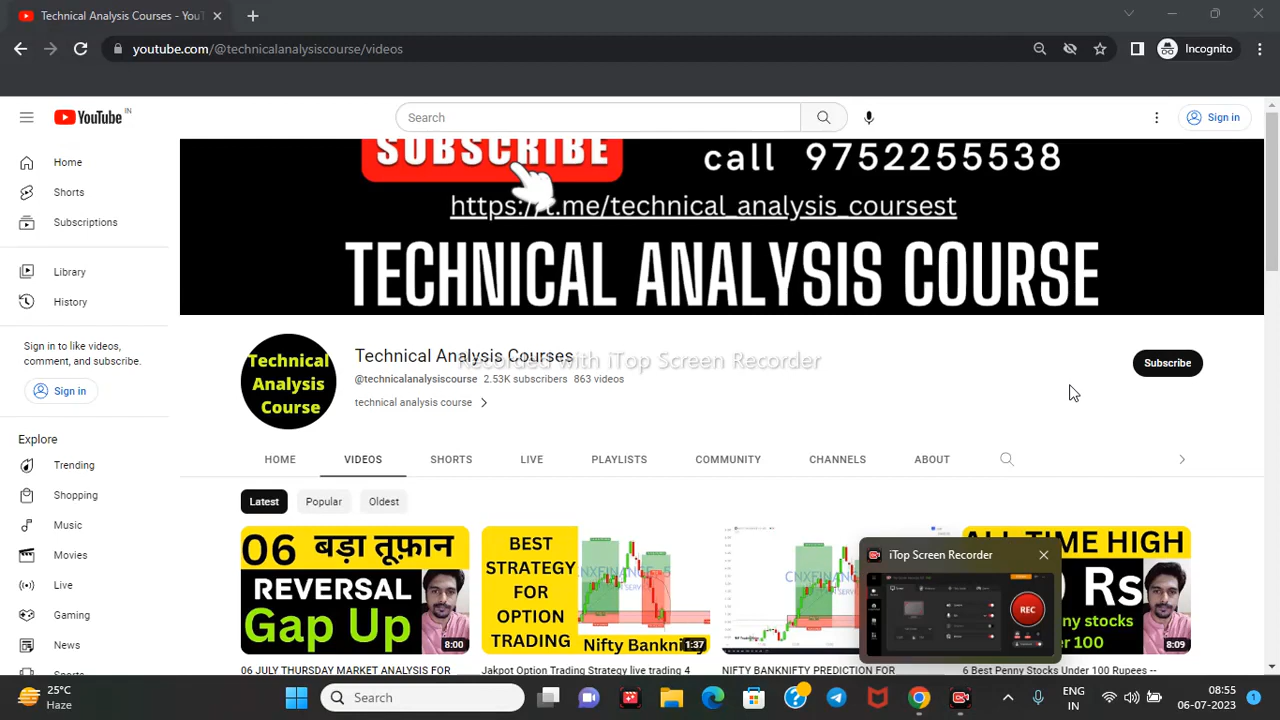 Technical Analysis Courses - You
youtube.com/@technicalanalysiscourse/videos
Incognito
YouTube IN
Search
Sign in
Home
Shorts
Subscriptions
Library
History
Sign in to like videos,
comment, and subscribe.
Sign in
Explore
Trending
Shopping
Music
Movies
Live
Gaming
News
SUBSCRIBE
call 9752255538
https://t.me/technical_analysis_coursest
TECHNICAL ANALYSIS COURSE
Technical
Analysis
Course
Technical Analysis Courses
Recorded with iTop Screen Recorder
@technicalanalysiscourse 2.53K subscribers 863 videos
technical analysis course
Subscribe
HOME
VIDEOS
SHORTS
LIVE
PLAYLISTS
COMMUNITY
CHANNELS
ABOUT
Latest
Popular
Oldest
06 बड़ा तूफ़ान
REVERSAL
Gap Up
8:00
06 JULY THURSDAY MARKET ANALYSIS FOR
BEST
STRATEGY
FOR
OPTION
TRADING
Nifty Bankni
1:37
Jakpot Option Trading Strategy live trading 4
NIFTY BANKNIFTY PREDICTION FOR
ALL TIME HIGH
Rs
enny stocks
der 100
8:09
6 Best Penny Stocks Under 100 Rupees --
iTop Screen Recorder
REC
25°C
Haze
Search
ENG
IN
08:55
06-07-2023